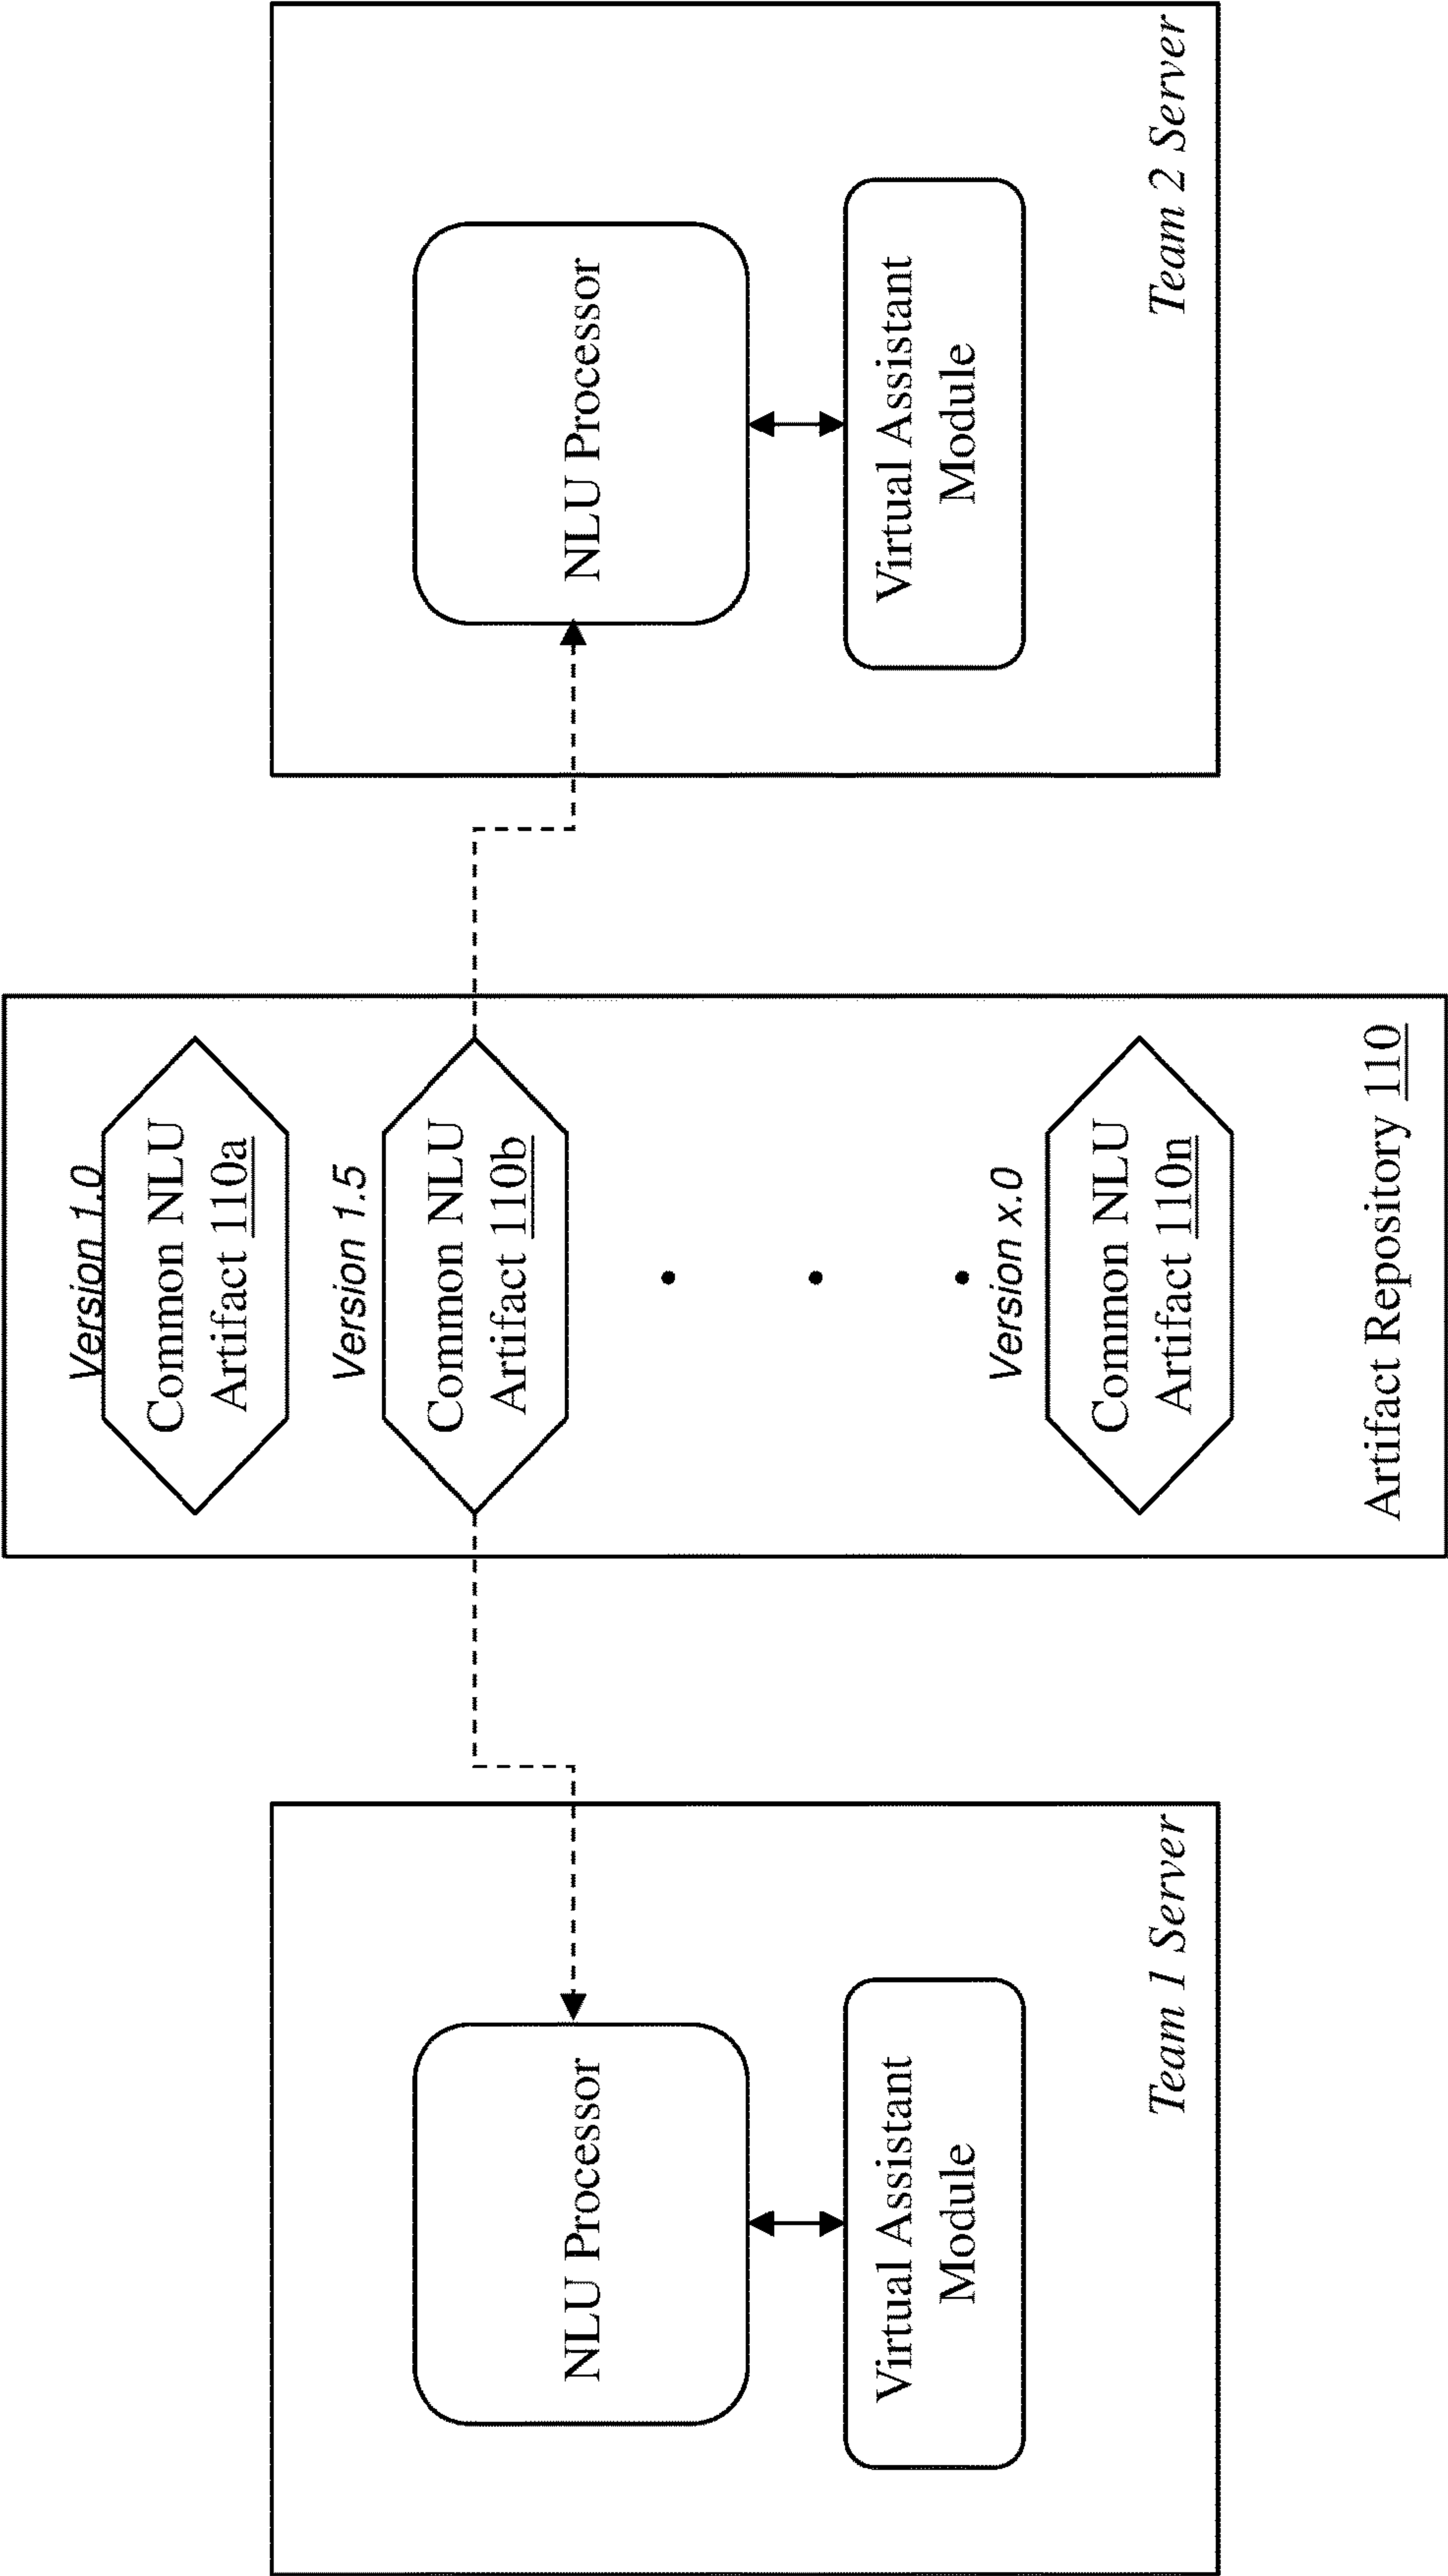 NLU Processor
Virtual Assistant
Module
Team 1 Server
Version 1.0
Common NLU
Artifact 110a
Version 1.5
Common NLU
Artifact 110b
Version x.0
Common NLU
Artifact 110n
Artifact Repository 110
NLU Processor
Virtual Assistant
Module
Team 2 Server